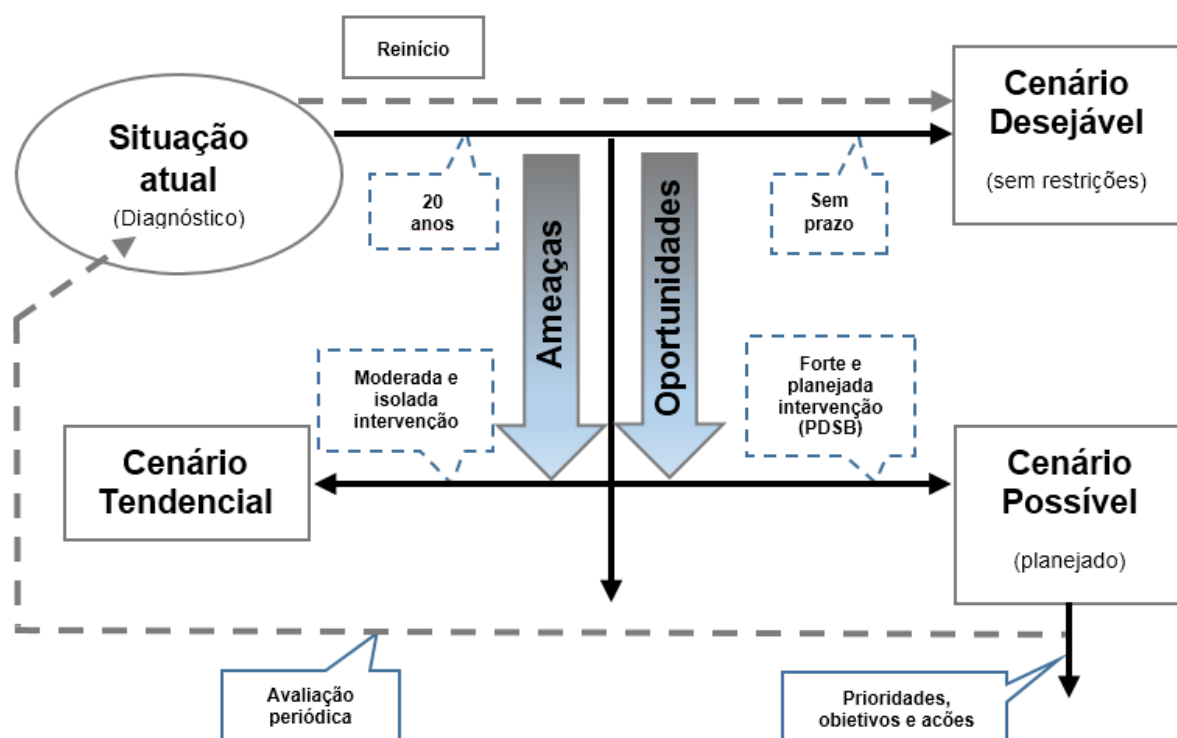 Reinício
Situação
atual
(Diagnóstico)
Cenário
Desejável
(sem restrições)
20
anos
Sem
prazo
Ameaças
Oportunidades
Moderada e
isolada
intervenção
Forte e
planejada
intervenção
(PDSB)
Cenário
Tendencial
Cenário
Possível
(planejado)
Avaliação
periódica
Prioridades,
objetivos e acões